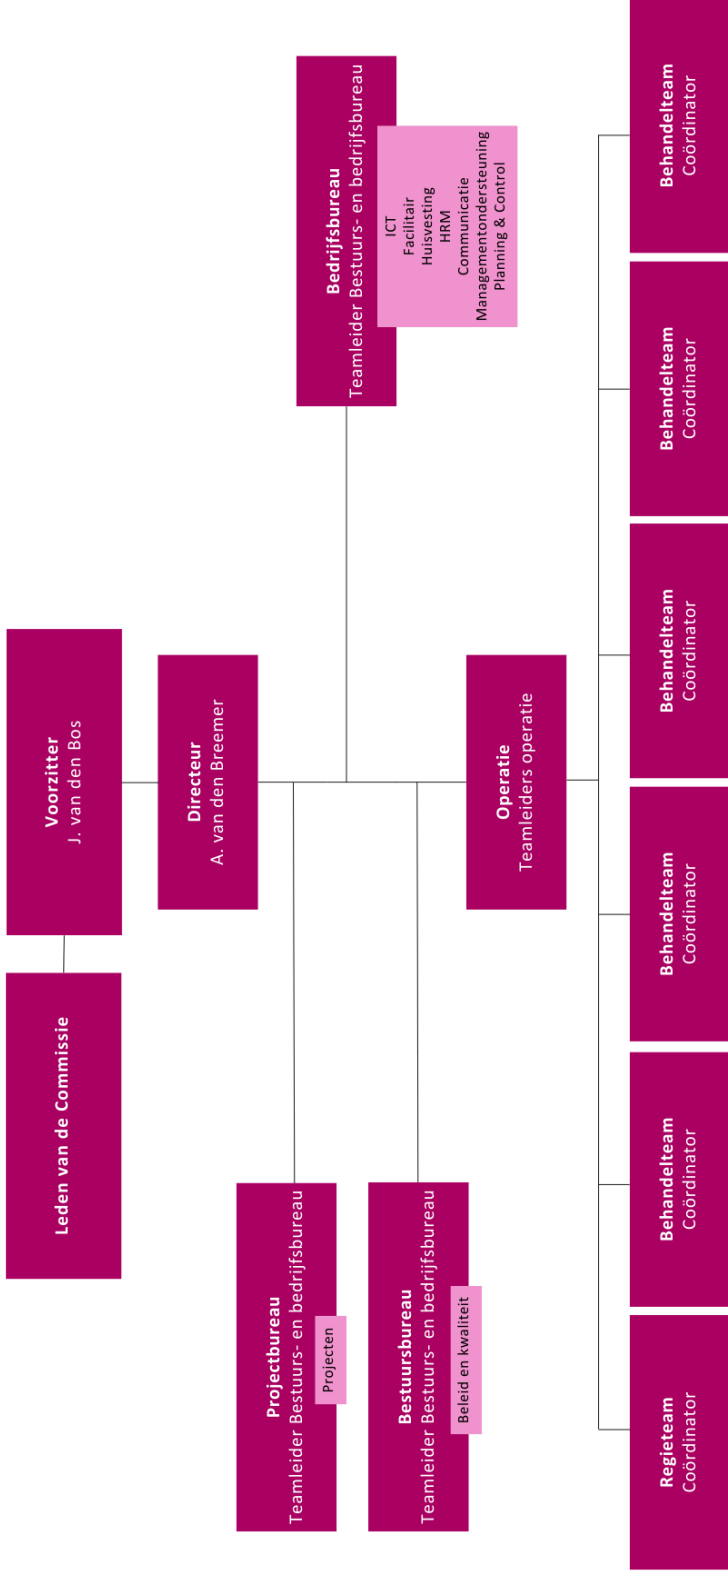 Leden van de Commissie
Voorzitter
J. van den Bos
Directeur
A. van den Breemer
Projectbureau
Teamleider Bestuurs- en bedrijfsbureau
Projecten
Bedrijfsbureau
Teamleider Bestuurs- en bedrijfsbureau
ICT
Facilitair
Huisvesting
HRM
Communicatie
Managementondersteuning
Planning & Control
Bestuursbureau
Teamleider Bestuurs- en bedrijfsbureau
Beleid en kwaliteit
Operatie
Teamleiders operatie
Regieteam
Coördinator
Behandelteam
Coördinator
Behandelteam
Coördinator
Behandelteam
Coördinator
Behandelteam
Coördinator
Behandelteam
Coördinator